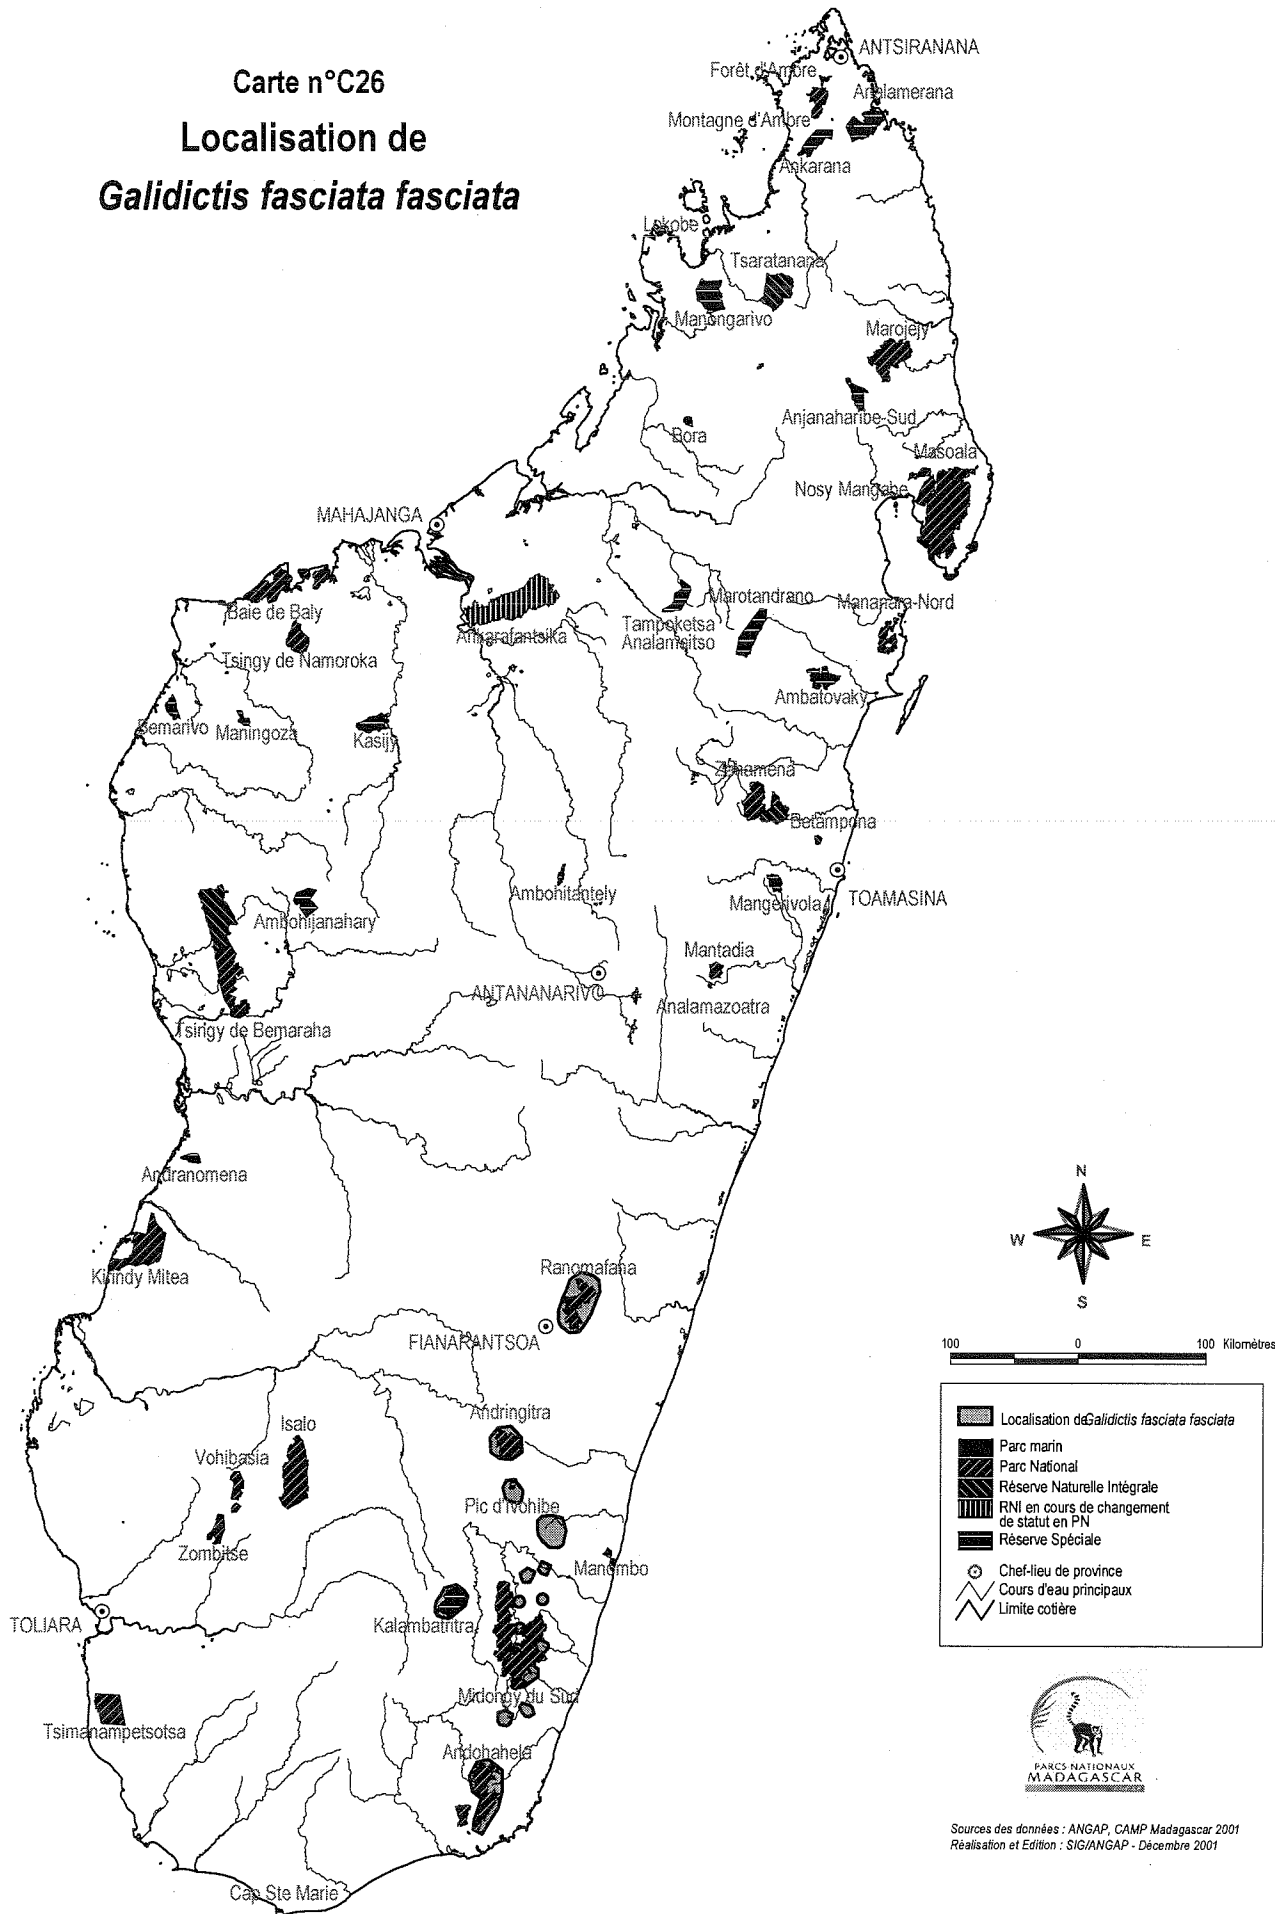 Carte n°C26
Localisation de
Galidictis fasciata fasciata
ANTSIRANANA
Forêt d'Ambre
Analamerana
Montagne d'Ambre
Ankarana
Lokobe
Tsaratanana
Manongarivo
Marojejy
Anjanaharibe-Sud
Bora
Masoala
Nosy Mangabe
MAHAJANGA
Baie de Baly
Ankarafantsika
Marotandrano
Mananara-Nord
Tampoketsa
Analamaitso
Tsingy de Namoroka
Ambatovaky
Bemarivo
Maningoza
Kasijy
Zahamena
Betampona
Ambohitantely
Mangerivola
TOAMASINA
Ambohijanahary
Mantadia
ANTANANARIVO
Analamazoatra
Tsingy de Bemaraha
Andranomena
N
W
E
S
Kirindy Mitea
Ranomafana
FIANARANTSOA
100 0 100 Kilomètres
Andringitra
Isalo
Vohibasia
Pic d'Ivohibe
Zombitse
Manombo
Kalambatritra
TOLIARA
Midongy du Sud
Tsimanampetsotsa
Andohahela
Cap Ste Marie
Localisation de Galidictis fasciata fasciata
Parc marin
Parc National
Réserve Naturelle Intégrale
RNI en cours de changement
de statut en PN
Réserve Spéciale
Chef-lieu de province
Cours d'eau principaux
Limite cotière
PARCS NATIONAUX
MADAGASCAR
Sources des données : ANGAP, CAMP Madagascar 2001
Réalisation et Edition : SIG/ANGAP - Décembre 2001